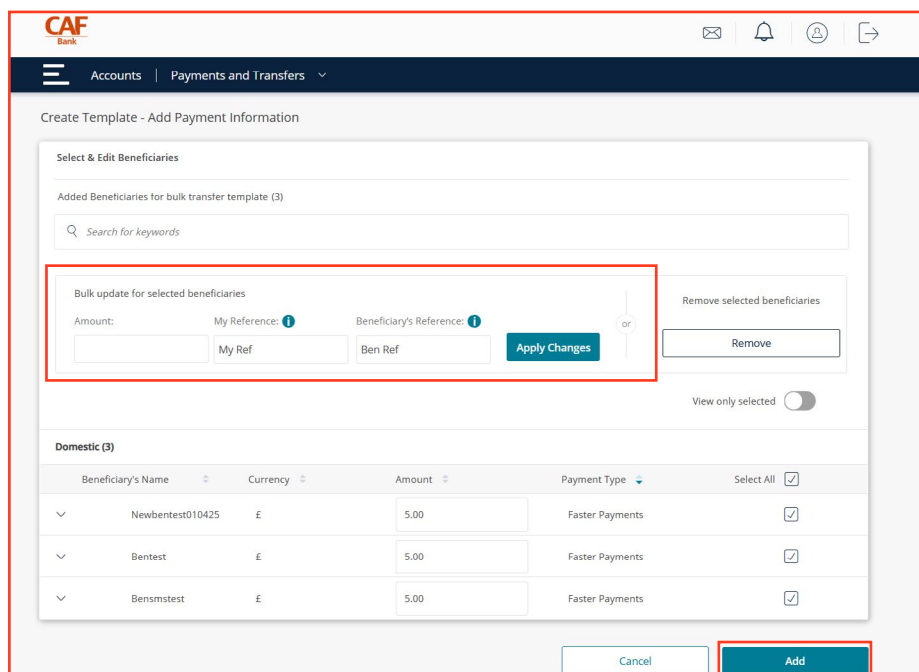 CAF
Bank
Accounts | Payments and Transfers
Create Template - Add Payment Information
Select & Edit Beneficiaries
Added Beneficiaries for bulk transfer template (3)
Search for keywords
Bulk update for selected beneficiaries
Amount: My Reference: i Beneficiary's Reference: i
My Ref Ben Ref Apply Changes
or
Remove selected beneficiaries
Remove
View only selected
Domestic (3)
Beneficiary's Name Currency Amount Payment Type Select All
Newbentest010425 £ 5.00 Faster Payments
Bentest £ 5.00 Faster Payments
Bensmstest £ 5.00 Faster Payments
Cancel Add